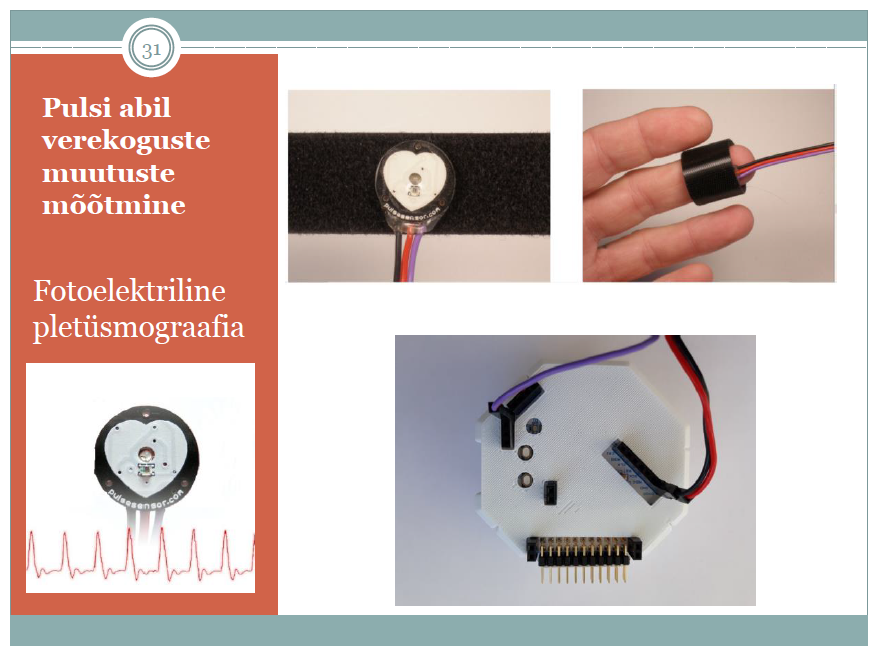 31
Pulsi abil
verekoguste
muutuste
mõõtmine
Fotoelektriline
pletüsmograafia
pulsesensor.com
pulsesensor.com